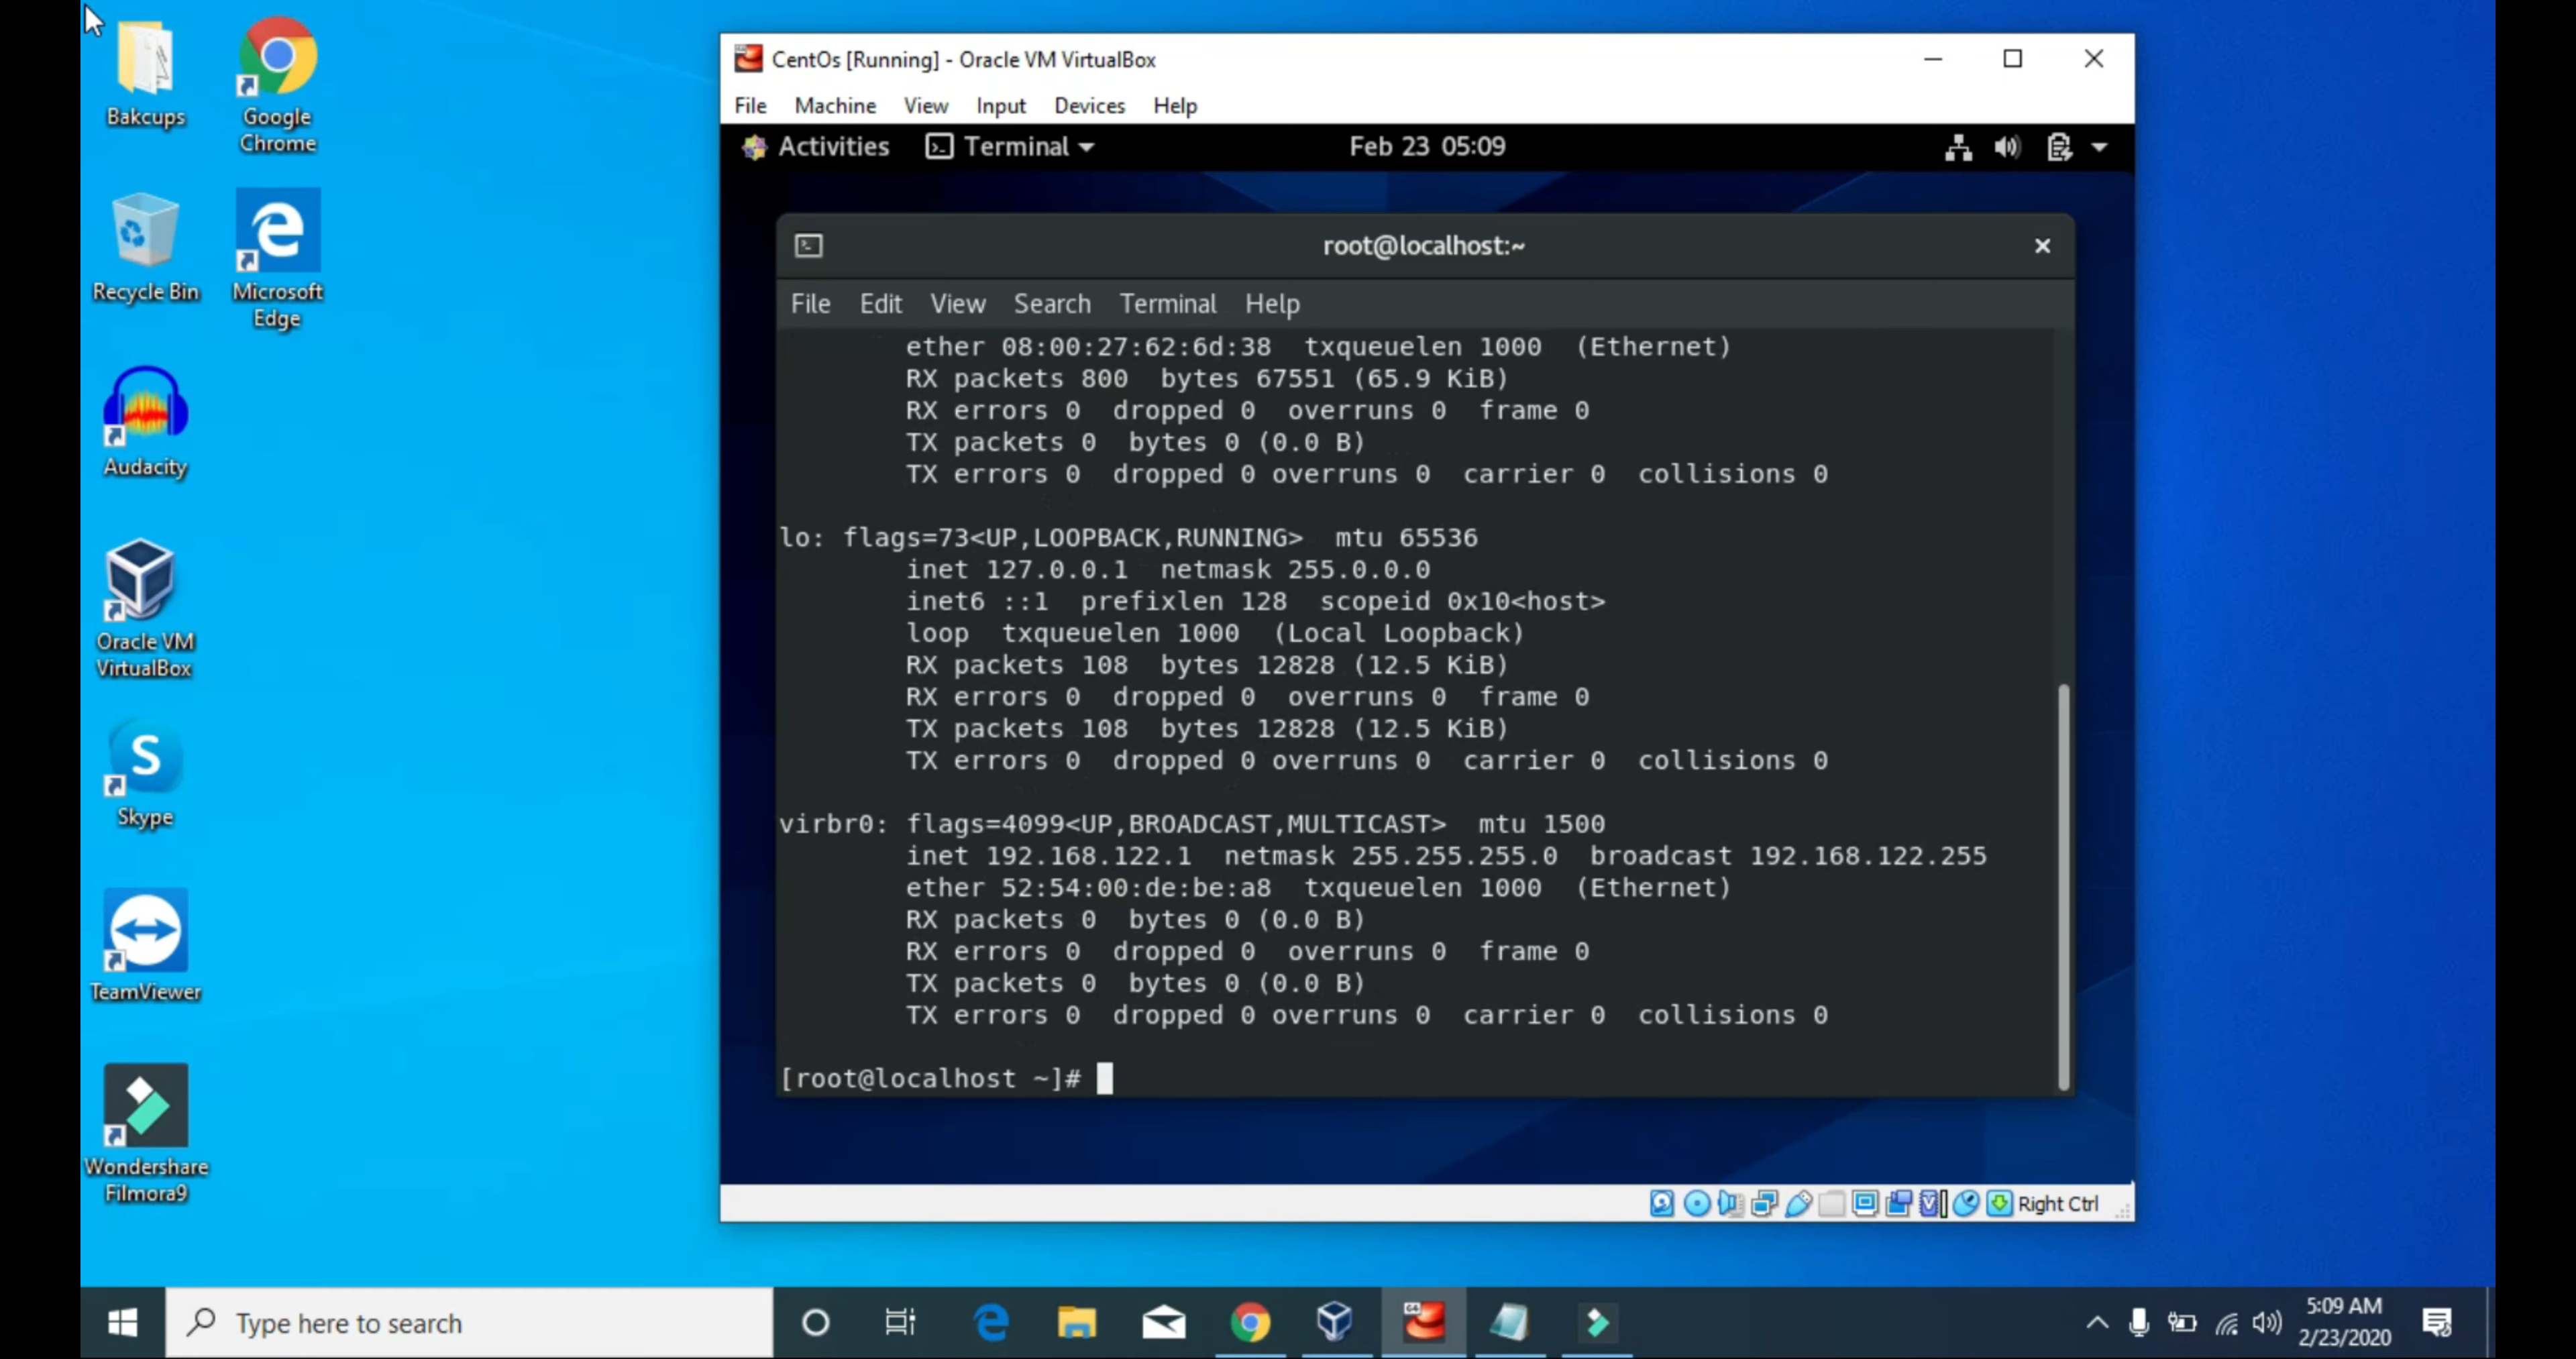 Bakcups
Google
Chrome
Recycle Bin
Microsoft
Edge
Audacity
Oracle VM
VirtualBox
Skype
S
TeamViewer
Wondershare
Filmora9
CentOs [Running] - Oracle VM VirtualBox
File Machine View Input Devices Help
Activities Terminal Feb 23 05:09
root@localhost:~
File Edit View Search Terminal Help
ether 08:00:27:62:6d:38 txqueuelen 1000 (Ethernet)
RX packets 800 bytes 67551 (65.9 KiB)
RX errors 0 dropped 0 overruns 0 frame 0
TX packets 0 bytes 0 (0.0 B)
TX errors 0 dropped 0 overruns 0 carrier 0 collisions 0
lo: flags=73<UP,LOOPBACK,RUNNING> mtu 65536
inet 127.0.0.1 netmask 255.0.0.0
inet6 ::1 prefixlen 128 scopeid 0x10<host>
loop txqueuelen 1000 (Local Loopback)
RX packets 108 bytes 12828 (12.5 KiB)
RX errors 0 dropped 0 overruns 0 frame 0
TX packets 108 bytes 12828 (12.5 KiB)
TX errors 0 dropped 0 overruns 0 carrier 0 collisions 0
virbr0: flags=4099<UP,BROADCAST,MULTICAST> mtu 1500
inet 192.168.122.1 netmask 255.255.255.0 broadcast 192.168.122.255
ether 52:54:00:de:be:a8 txqueuelen 1000 (Ethernet)
RX packets 0 bytes 0 (0.0 B)
RX errors 0 dropped 0 overruns 0 frame 0
TX packets 0 bytes 0 (0.0 B)
TX errors 0 dropped 0 overruns 0 carrier 0 collisions 0
[root@localhost ~]#
Right Ctrl
Type here to search
64
5:09 AM
2/23/2020